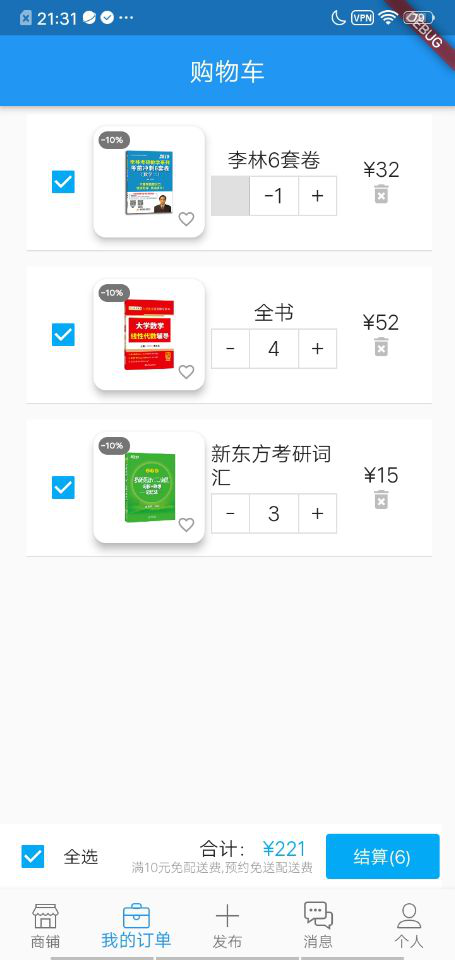 21:31 VPN 79
DEBUG
购物车
-10%
李林6套卷
¥32
-1 +
-10%
大学数学
线性代数辅导
全书
¥52
- 4 +
-10%
新东方考研词
汇
¥15
- 3 +
全选
合计： ¥221
满10元免配送费,预约免送配送费
结算(6)
商铺
我的订单
发布
消息
个人